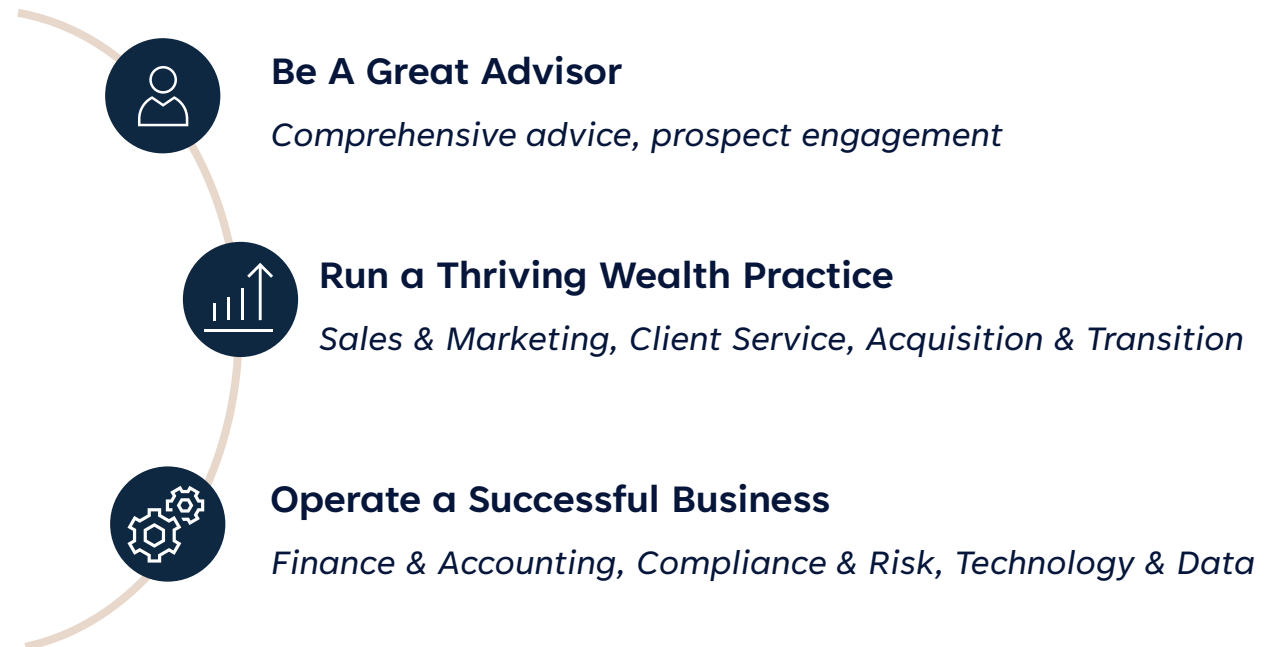 Be A Great Advisor
Comprehensive advice, prospect engagement
Run a Thriving Wealth Practice
Sales & Marketing, Client Service, Acquisition & Transition
Operate a Successful Business
Finance & Accounting, Compliance & Risk, Technology & Data